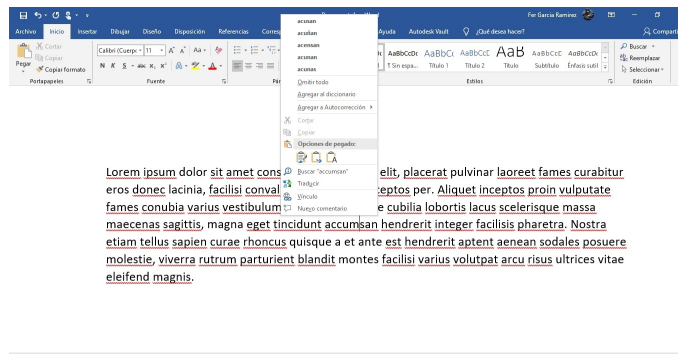 Fer Garcia Ramirez
Archivo Inicio Insertar Dibujar Diseño Disposición Referencias Ayuda Autodesk Vault ¿Qué desea hacer?
Pegar
Cortar
Copiar
Copiar formato
Portapapeles
Calibri (Cuerpo 11
N K S
Fuente
AaBbCcDc AaBbC( AaBbCcC AaB AaBbCcC AaBbCcDc
1 Sin espa... Título 1 Título 2 Título Subtítulo Énfasis sutil
Estilos
Buscar
Reemplazar
Seleccionar
Edición
acunan
acuñan
acensan
acuman
acunas
Omitir todo
Agregar al diccionario
Agregar a Autocorrección
Cortar
Copiar
Opciones de pegado:
Buscar "accumsan"
Traducir
Vínculo
Nuevo comentario
Lorem ipsum dolor sit amet cons elit, placerat pulvinar laoreet fames curabitur
eros donec lacinia, facilisi conval ceptos per. Aliquet inceptos proin vulputate
fames conubia varius vestibulum e cubilia lobortis lacus scelerisque massa
maecenas sagittis, magna eget tincidunt accumsan hendrerit integer facilisis pharetra. Nostra
etiam tellus sapien curae rhoncus quisque a et ante est hendrerit aptent aenean sodales posuere
molestie, viverra rutrum parturient blandit montes facilisi varius volutpat arcu risus ultrices vitae
eleifend magnis.